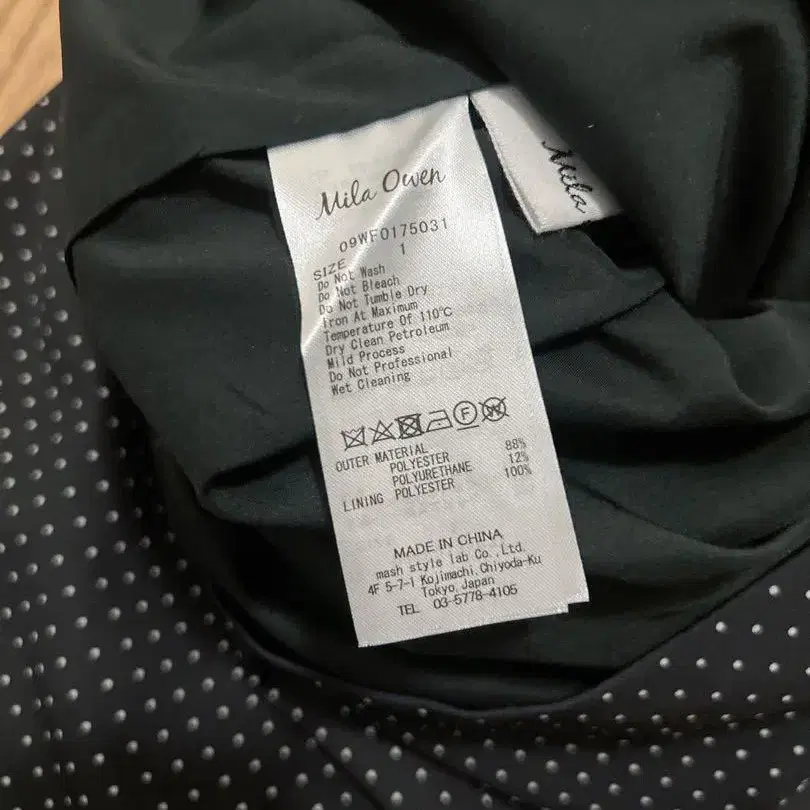 Mila Owen
09WF0175031
SIZE 1
Do Not Wash
Do Not Bleach
Do Not Tumble Dry
Iron At Maximum
Temperature Of 110℃
Dry Clean Petroleum
Mild Process
Do Not Professional
Wet Cleaning
F W
OUTER MATERIAL
POLYESTER 88%
POLYURETHANE 12%
LINING POLYESTER 100%
MADE IN CHINA
mash style lab Co.,Ltd.
4F 5-7-1 Kojimachi,Chiyoda-Ku
Tokyo,Japan
TEL 03-5778-4105
Mila